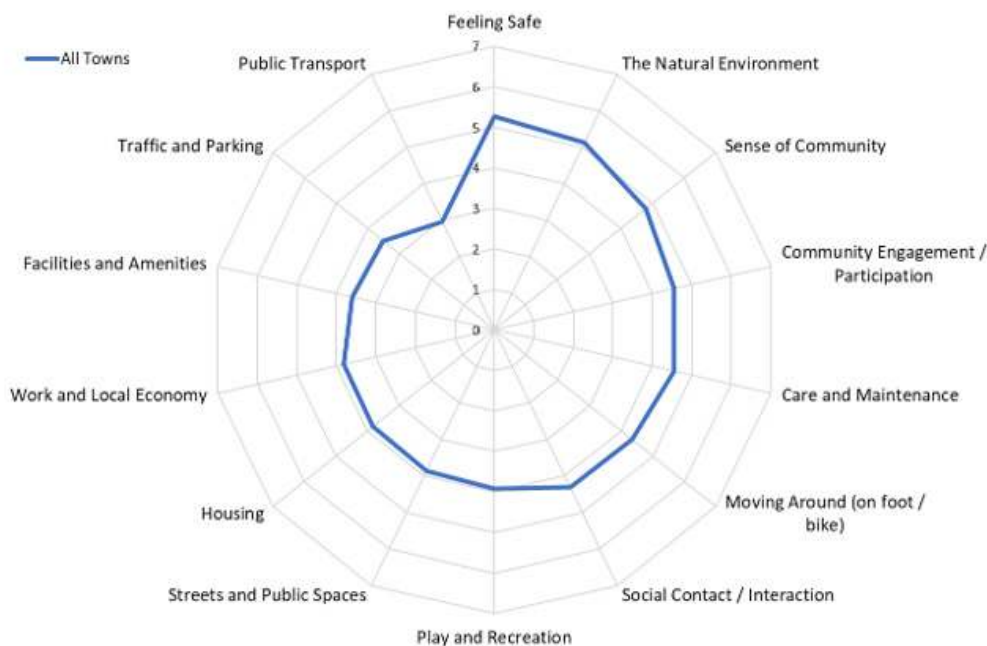 Feeling Safe
All Towns
Public Transport
The Natural Environment
Traffic and Parking
Sense of Community
Facilities and Amenities
Community Engagement /
Participation
Work and Local Economy
Care and Maintenance
Housing
Moving Around (on foot /
bike)
Streets and Public Spaces
Social Contact / Interaction
Play and Recreation
7
6
5
4
3
2
1
0